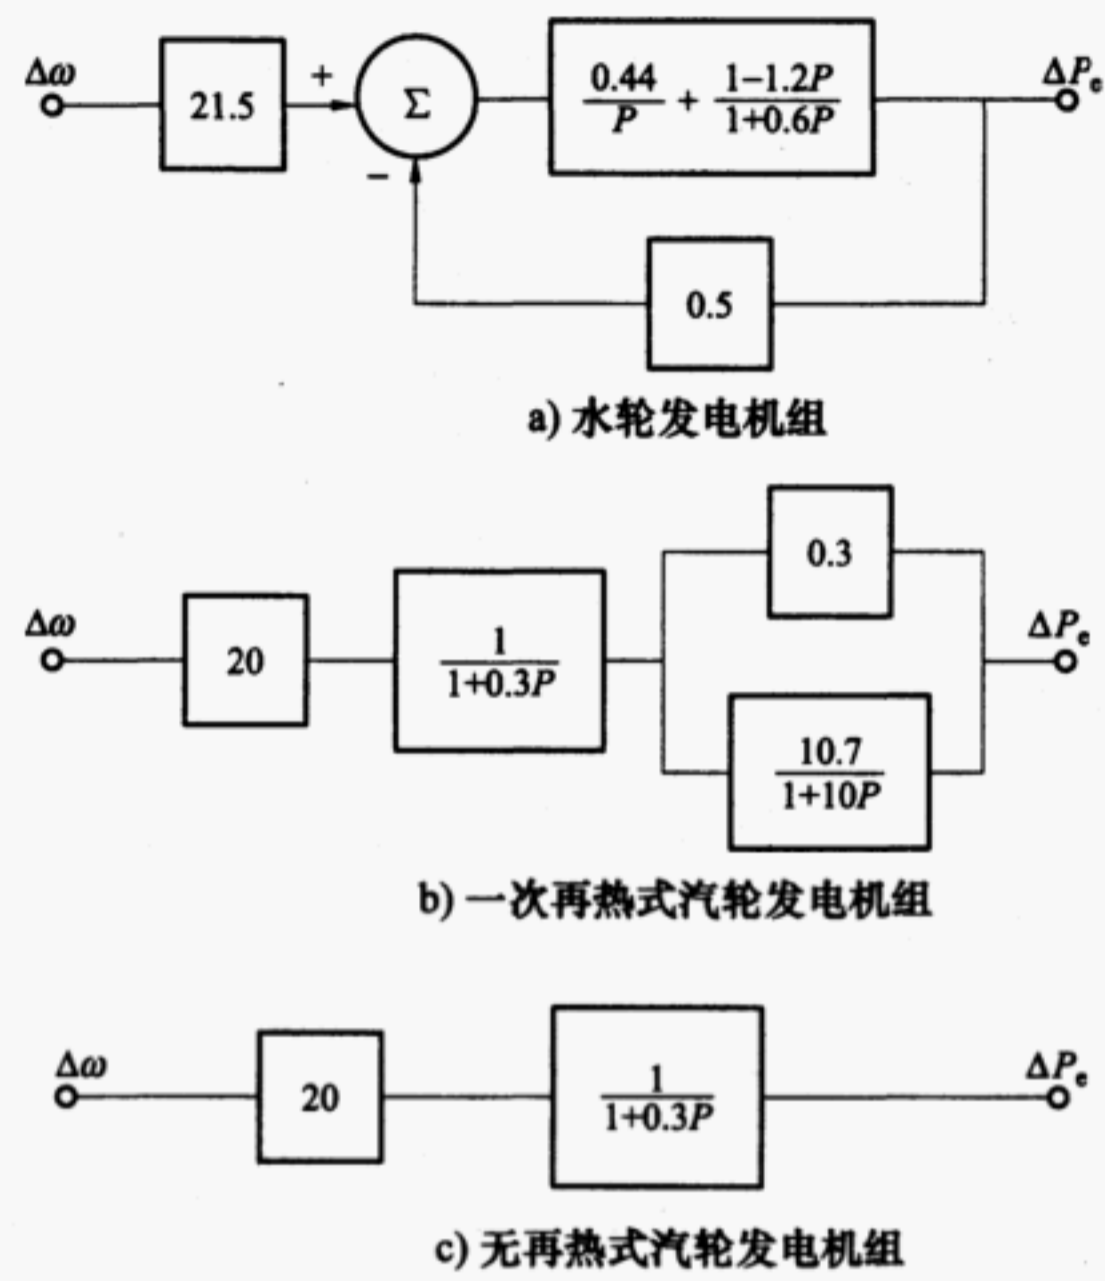 Δω
21.5
+
Σ
−
0.44/P + 1−1.2P/1+0.6P
ΔPe
0.5
a) 水轮发电机组
Δω
20
1/1+0.3P
0.3
10.7/1+10P
ΔPe
b) 一次再热式汽轮发电机组
Δω
20
1/1+0.3P
ΔPe
c) 无再热式汽轮发电机组